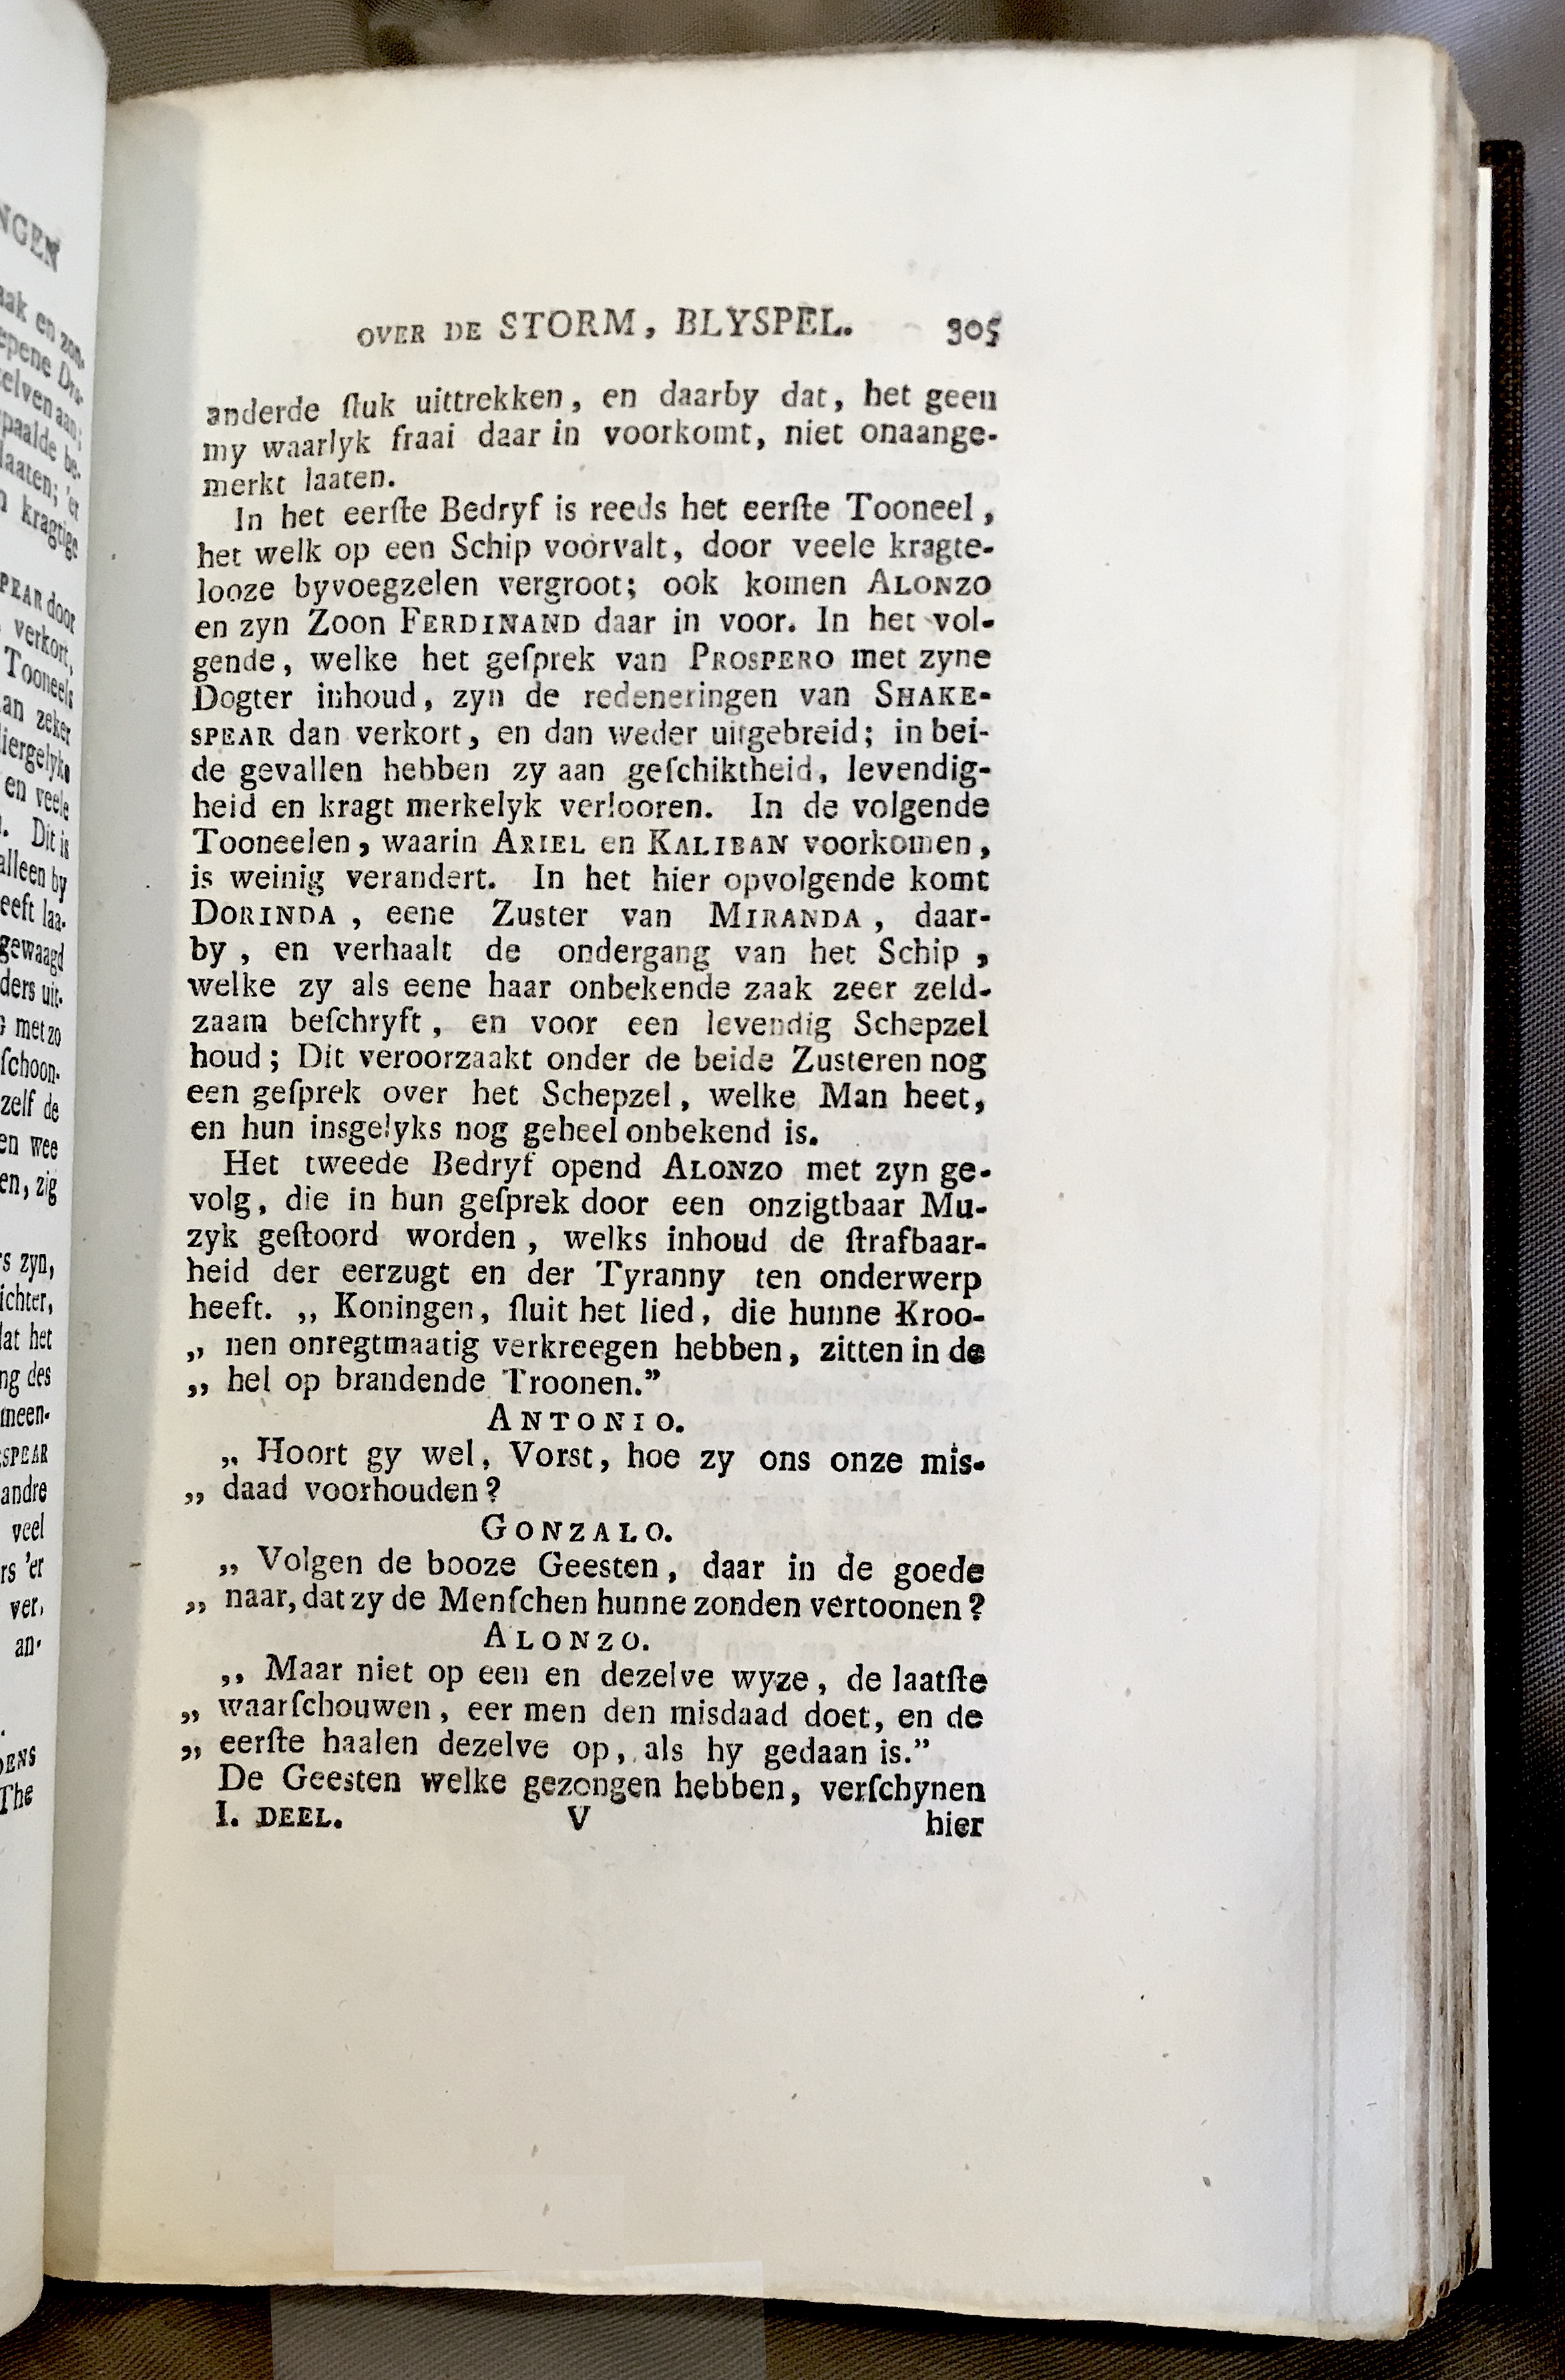 OVER DE STORM, BLYSPEL. 305
anderde ſtuk uittrekken, en daarby dat, het geen
my waarlyk fraai daar in voorkomt, niet onaange-
merkt laaten.
In het eerſte Bedryf is reeds het eerſte Tooneel,
het welk op een Schip voorvalt, door veele kragte-
looze byvoegzelen vergroot; ook komen ALONZO
en zyn Zoon FERDINAND daar in voor. In het vol-
gende, welke het geſprek van PROSPERO met zyne
Dogter inhoud, zyn de redeneringen van SHAKE-
SPEAR dan verkort, en dan weder uitgebreid; in bei-
de gevallen hebben zy aan geſchiktheid, levendig-
heid en kragt merkelyk verlooren. In de volgende
Tooneelen, waarin ARIEL en KALIBAN voorkomen,
is weinig verandert. In het hier opvolgende komt
DORINDA, eene Zuster van MIRANDA, daar-
by, en verhaalt de ondergang van het Schip,
welke zy als eene haar onbekende zaak zeer zeld-
zaam beſchryft, en voor een levendig Schepzel
houd; Dit veroorzaakt onder de beide Zusteren nog
een geſprek over het Schepzel, welke Man heet,
en hun insgelyks nog geheel onbekend is.
Het tweede Bedryf opend ALONZO met zyn ge-
volg, die in hun geſprek door een onzigtbaar Mu-
zyk geſtoord worden, welks inhoud de ſtrafbaar-
heid der eerzugt en der Tyranny ten onderwerp
heeft. „ Koningen, ſluit het lied, die hunne Kroo-
„ nen onregtmaatig verkreegen hebben, zitten in de
„ hel op brandende Troonen.”
ANTONIO.
„ Hoort gy wel, Vorst, hoe zy ons onze mis-
„ daad voorhouden?
GONZALO.
„ Volgen de booze Geesten, daar in de goede
„ naar, dat zy de Menſchen hunne zonden vertoonen?
ALONZO.
„ Maar niet op een en dezelve wyze, de laatſte
„ waarſchouwen, eer men den misdaad doet, en de
„ eerſte haalen dezelve op, als hy gedaan is.”
De Geesten welke gezongen hebben, verſchynen
I. DEEL. V hier